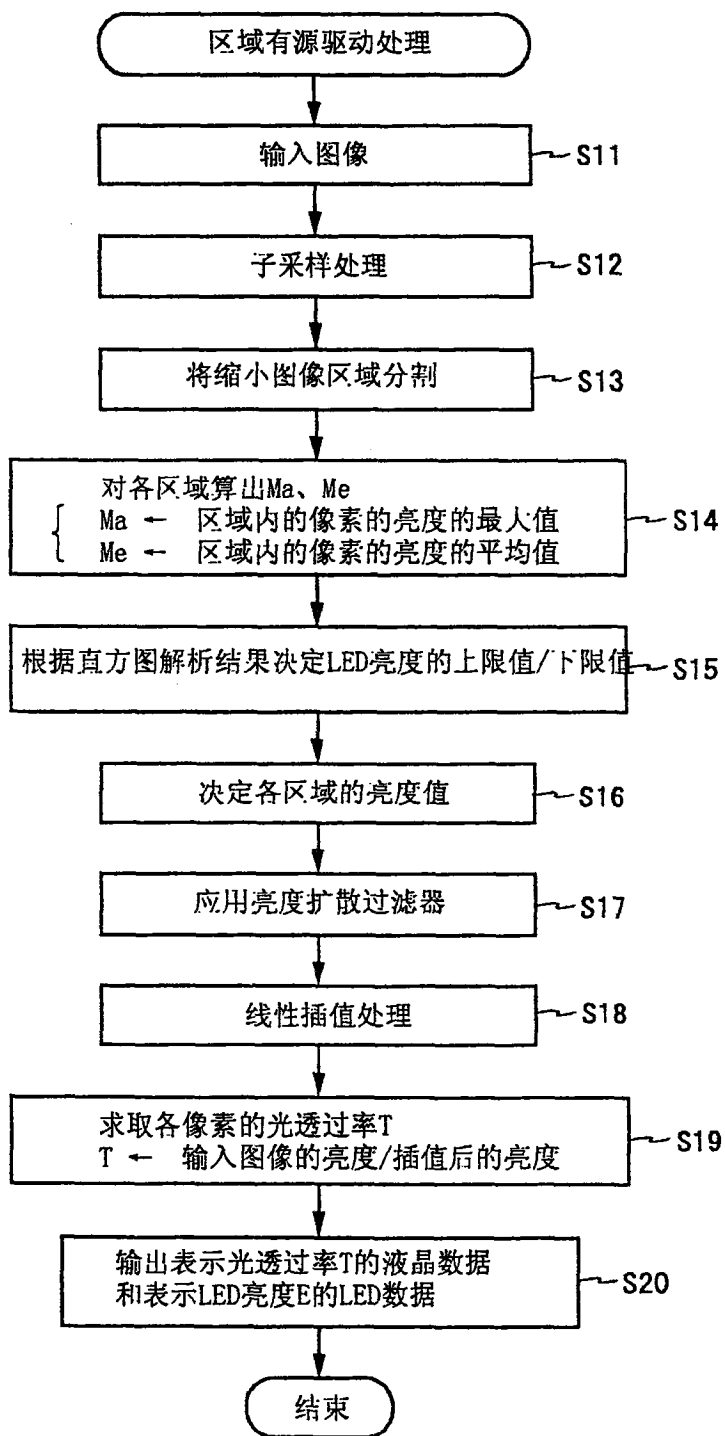 区域有源驱动处理
输入图像
S11
子采样处理
S12
将缩小图像区域分割
S13
对各区域算出Ma、Me
Ma ← 区域内的像素的亮度的最大值
Me ← 区域内的像素的亮度的平均值
S14
根据直方图解析结果决定LED亮度的上限值/下限值
S15
决定各区域的亮度值
S16
应用亮度扩散过滤器
S17
线性插值处理
S18
求取各像素的光透过率T
T ← 输入图像的亮度/插值后的亮度
S19
输出表示光透过率T的液晶数据
和表示LED亮度E的LED数据
S20
结束